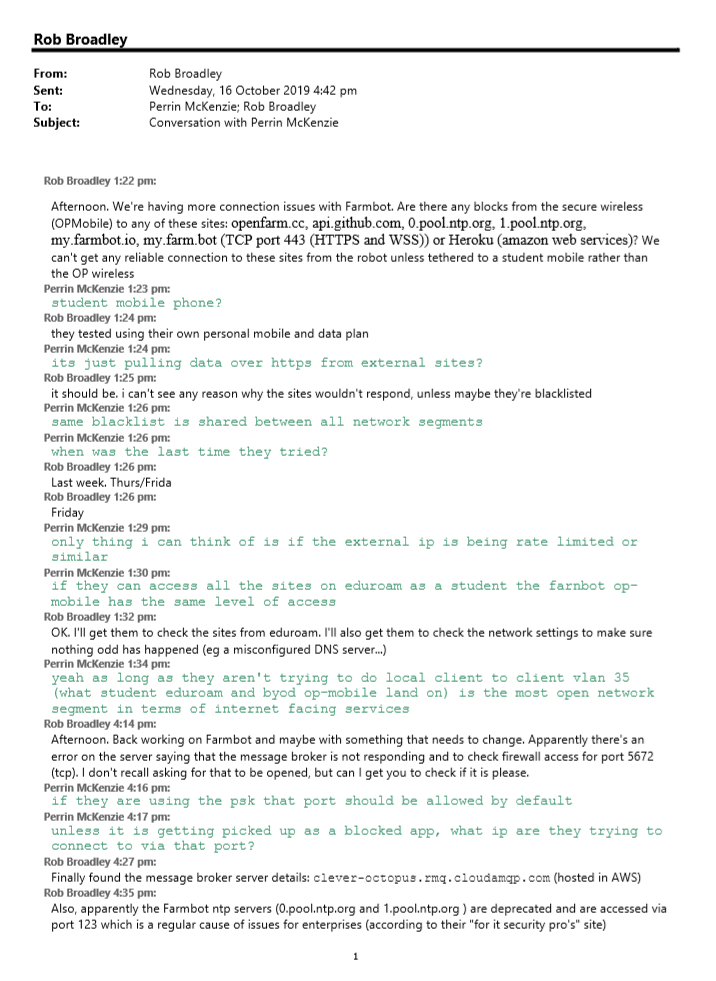 Rob Broadley
From: Rob Broadley
Sent: Wednesday, 16 October 2019 4:42 pm
To: Perrin McKenzie; Rob Broadley
Subject: Conversation with Perrin McKenzie
Rob Broadley 1:22 pm:
Afternoon. We're having more connection issues with Farmbot. Are there any blocks from the secure wireless
(OPMobile) to any of these sites: openfarm.cc, api.github.com, 0.pool.ntp.org, 1.pool.ntp.org,
my.farmbot.io, my.farm.bot (TCP port 443 (HTTPS and WSS)) or Heroku (amazon web services)? We
can't get any reliable connection to these sites from the robot unless tethered to a student mobile rather than
the OP wireless
Perrin McKenzie 1:23 pm:
student mobile phone?
Rob Broadley 1:24 pm:
they tested using their own personal mobile and data plan
Perrin McKenzie 1:24 pm:
its just pulling data over https from external sites?
Rob Broadley 1:25 pm:
it should be. i can't see any reason why the sites wouldn't respond, unless maybe they're blacklisted
Perrin McKenzie 1:26 pm:
same blacklist is shared between all network segments
Perrin McKenzie 1:26 pm:
when was the last time they tried?
Rob Broadley 1:26 pm:
Last week. Thurs/Frida
Rob Broadley 1:26 pm:
Friday
Perrin McKenzie 1:29 pm:
only thing i can think of is if the external ip is being rate limited or
similar
Perrin McKenzie 1:30 pm:
if they can access all the sites on eduroam as a student the farnbot op-
mobile has the same level of access
Rob Broadley 1:32 pm:
OK. I'll get them to check the sites from eduroam. I'll also get them to check the network settings to make sure
nothing odd has happened (eg a misconfigured DNS server...)
Perrin McKenzie 1:34 pm:
yeah as long as they aren't trying to do local client to client vlan 35
(what student eduroam and byod op-mobile land on) is the most open network
segment in terms of internet facing services
Rob Broadley 4:14 pm:
Afternoon. Back working on Farmbot and maybe with something that needs to change. Apparently there's an
error on the server saying that the message broker is not responding and to check firewall access for port 5672
(tcp). I don't recall asking for that to be opened, but can I get you to check if it is please.
Perrin McKenzie 4:16 pm:
if they are using the psk that port should be allowed by default
Perrin McKenzie 4:17 pm:
unless it is getting picked up as a blocked app, what ip are they trying to
connect to via that port?
Rob Broadley 4:27 pm:
Finally found the message broker server details: clever-octopus.rmq.cloudamqp.com (hosted in AWS)
Rob Broadley 4:35 pm:
Also, apparently the Farmbot ntp servers (0.pool.ntp.org and 1.pool.ntp.org ) are deprecated and are accessed via
port 123 which is a regular cause of issues for enterprises (according to their "for it security pro's" site)
1